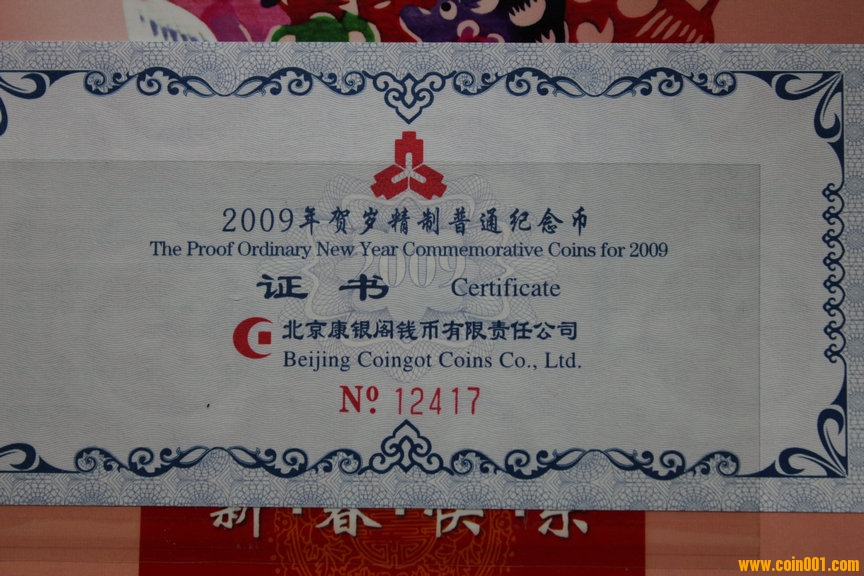 2009年贺岁精制普通纪念币
The Proof Ordinary New Year Commemorative Coins for 2009
2009
证书 Certificate
北京康银阁钱币有限责任公司
Beijing Coingot Coins Co., Ltd.
Nº 12417
新·春·快·乐
www.coin001.com